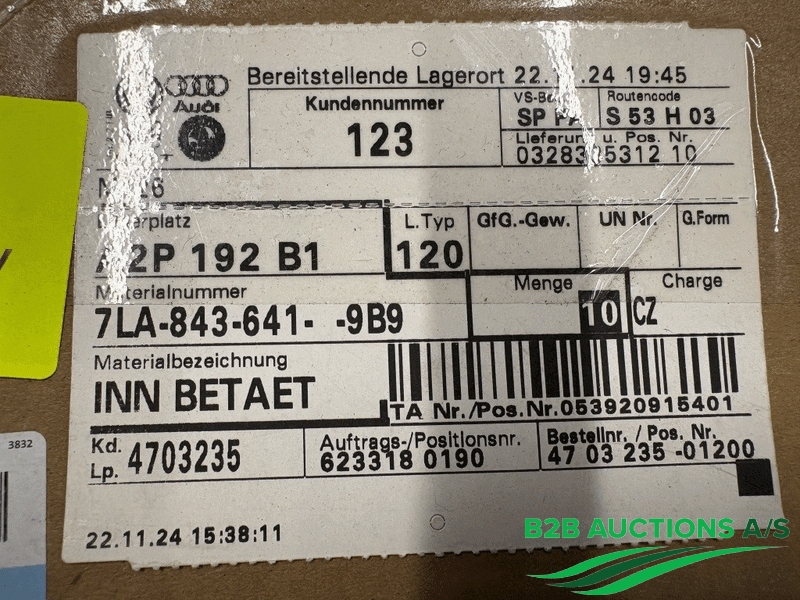 Bereitstellende Lagerort 22.11.24 19:45
Audi
Kundennummer
123
Routencode
S 53 H 03
SP
Lieferung u. Pos. Nr.
10
L.Typ
120
GfG.-Gew.
UN Nr.
G.Form
2P 192 B1
Materialnummer
7LA-843-641- -9B9
Menge
10
Charge
CZ
Materialbezeichnung
INN BETAET
TA Nr./Pos.Nr.053920915401
Kd.
Lp. 4703235
Auftrags-/Positionsnr.
623318 0190
Bestellnr. / Pos. Nr.
47 03 235 -01200
22.11.24 15:38:11
3832
B2B AUCTIONS A/S